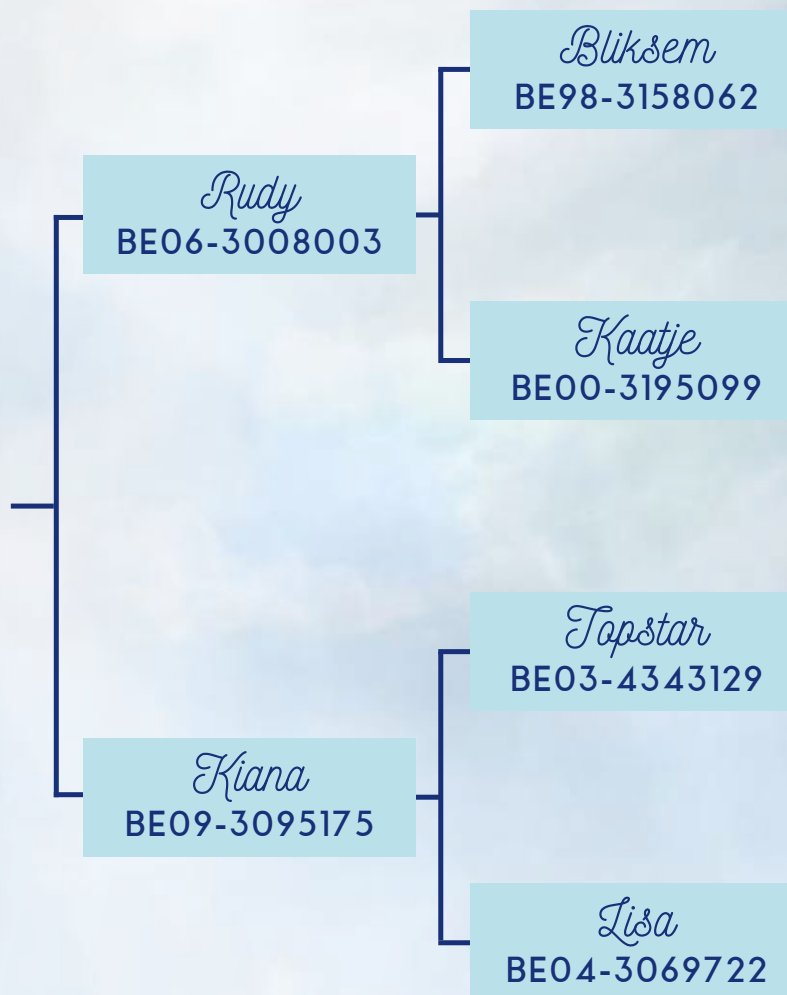 Bliksem
BE98-3158062
Rudy
BE06-3008003
Kaatje
BE00-3195099
Topstar
BE03-4343129
Kiana
BE09-3095175
Lisa
BE04-3069722